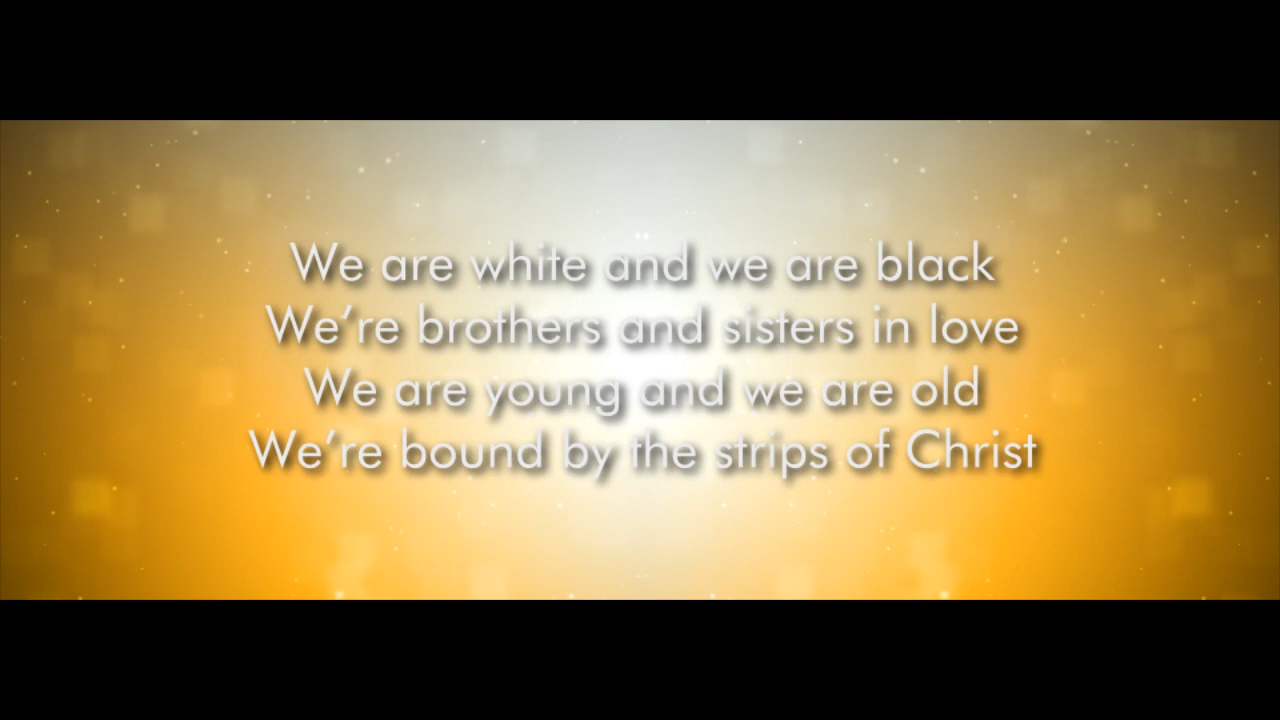 We are white and we are black
We're brothers and sisters in love
We are young and we are old
We're bound by the strips of Christ